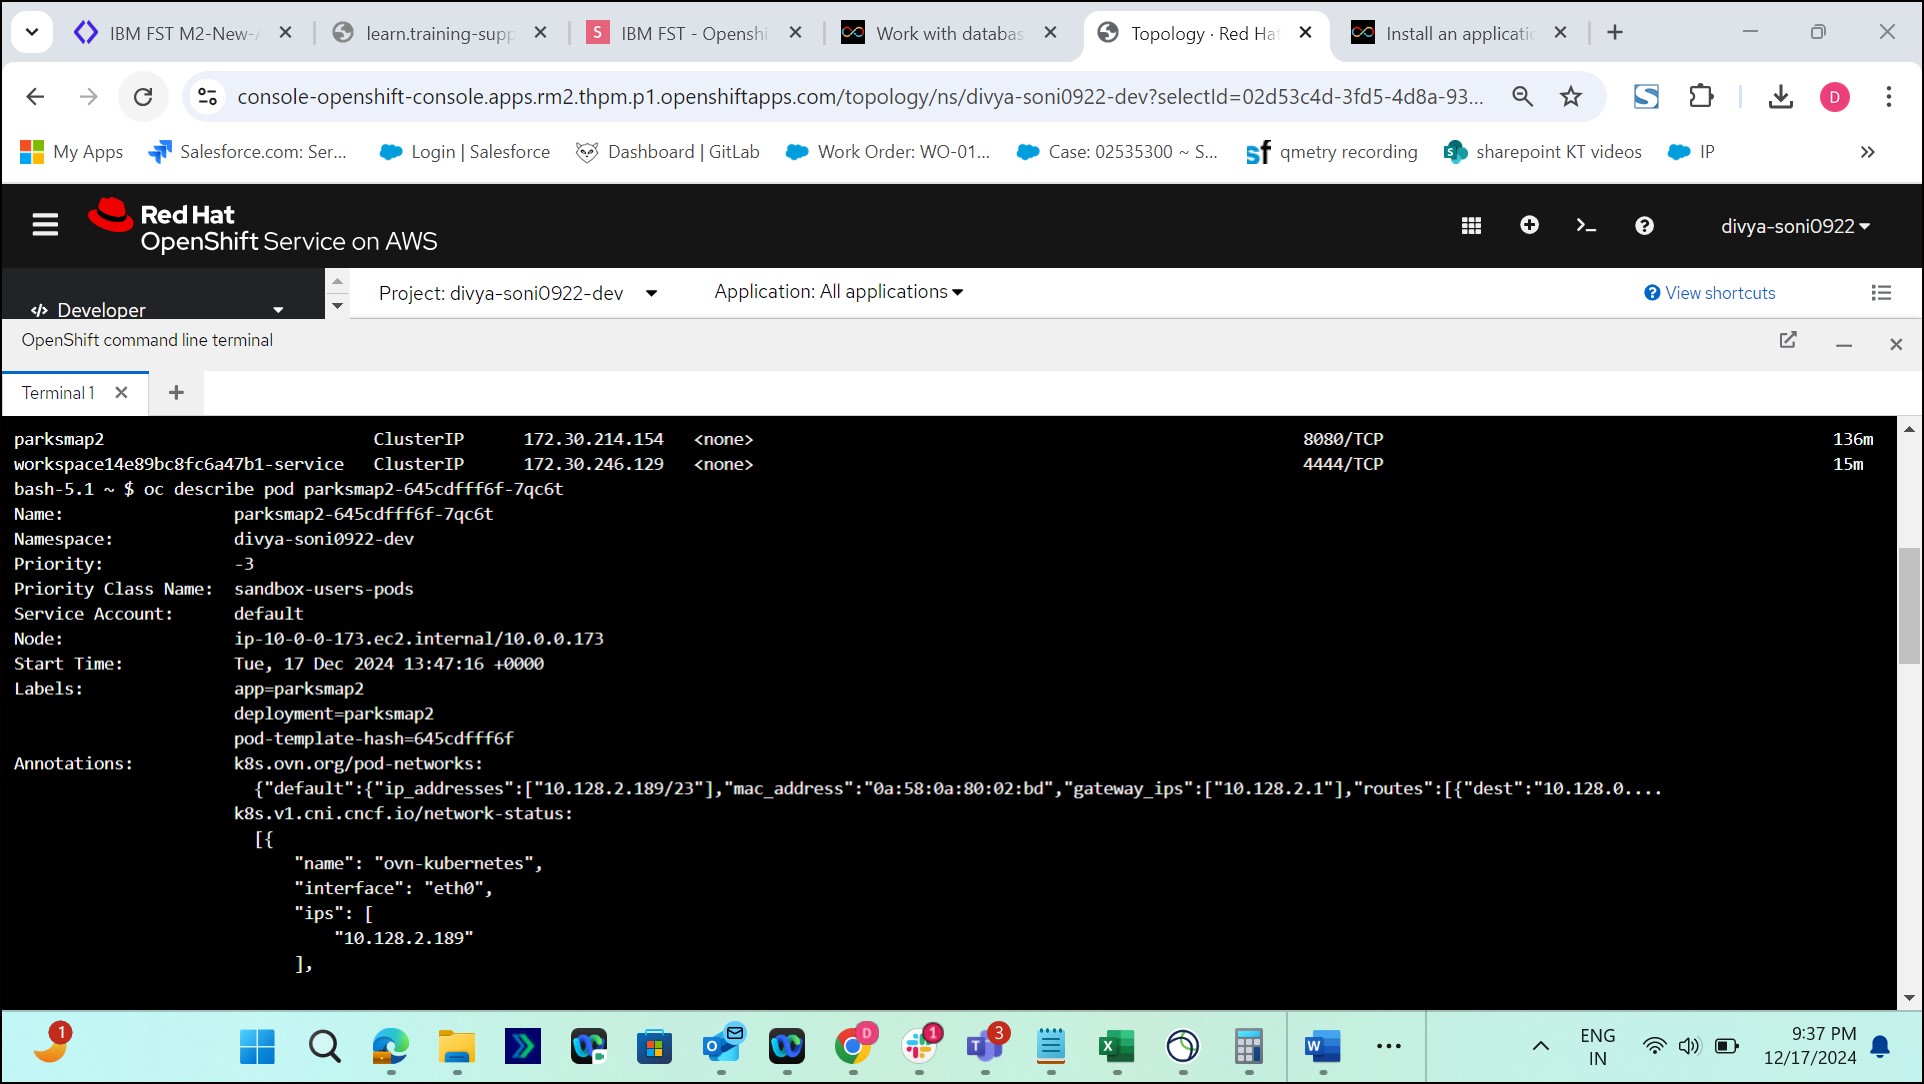 IBM FST M2-New-
learn.training-supp
S IBM FST - Openshi
Work with databas
Topology · Red Hat
Install an applicatio
console-openshift-console.apps.rm2.thpm.p1.openshiftapps.com/topology/ns/divya-soni0922-dev?selectId=02d53c4d-3fd5-4d8a-93...
D
My Apps
Salesforce.com: Ser...
Login | Salesforce
Dashboard | GitLab
Work Order: WO-01...
Case: 02535300 ~ S...
sf qmetry recording
sharepoint KT videos
IP
Red Hat
OpenShift Service on AWS
divya-soni0922
</> Developer
Project: divya-soni0922-dev
Application: All applications
View shortcuts
OpenShift command line terminal
Terminal 1
parksmap2 ClusterIP 172.30.214.154 <none> 8080/TCP 136m
workspace14e89bc8fc6a47b1-service ClusterIP 172.30.246.129 <none> 4444/TCP 15m
bash-5.1 ~ $ oc describe pod parksmap2-645cdfff6f-7qc6t
Name: parksmap2-645cdfff6f-7qc6t
Namespace: divya-soni0922-dev
Priority: -3
Priority Class Name: sandbox-users-pods
Service Account: default
Node: ip-10-0-0-173.ec2.internal/10.0.0.173
Start Time: Tue, 17 Dec 2024 13:47:16 +0000
Labels: app=parksmap2
deployment=parksmap2
pod-template-hash=645cdfff6f
Annotations: k8s.ovn.org/pod-networks:
{"default":{"ip_addresses":["10.128.2.189/23"],"mac_address":"0a:58:0a:80:02:bd","gateway_ips":["10.128.2.1"],"routes":[{"dest":"10.128.0....
k8s.v1.cni.cncf.io/network-status:
[{
"name": "ovn-kubernetes",
"interface": "eth0",
"ips": [
"10.128.2.189"
],
1
D
1
3
ENG
IN
9:37 PM
12/17/2024